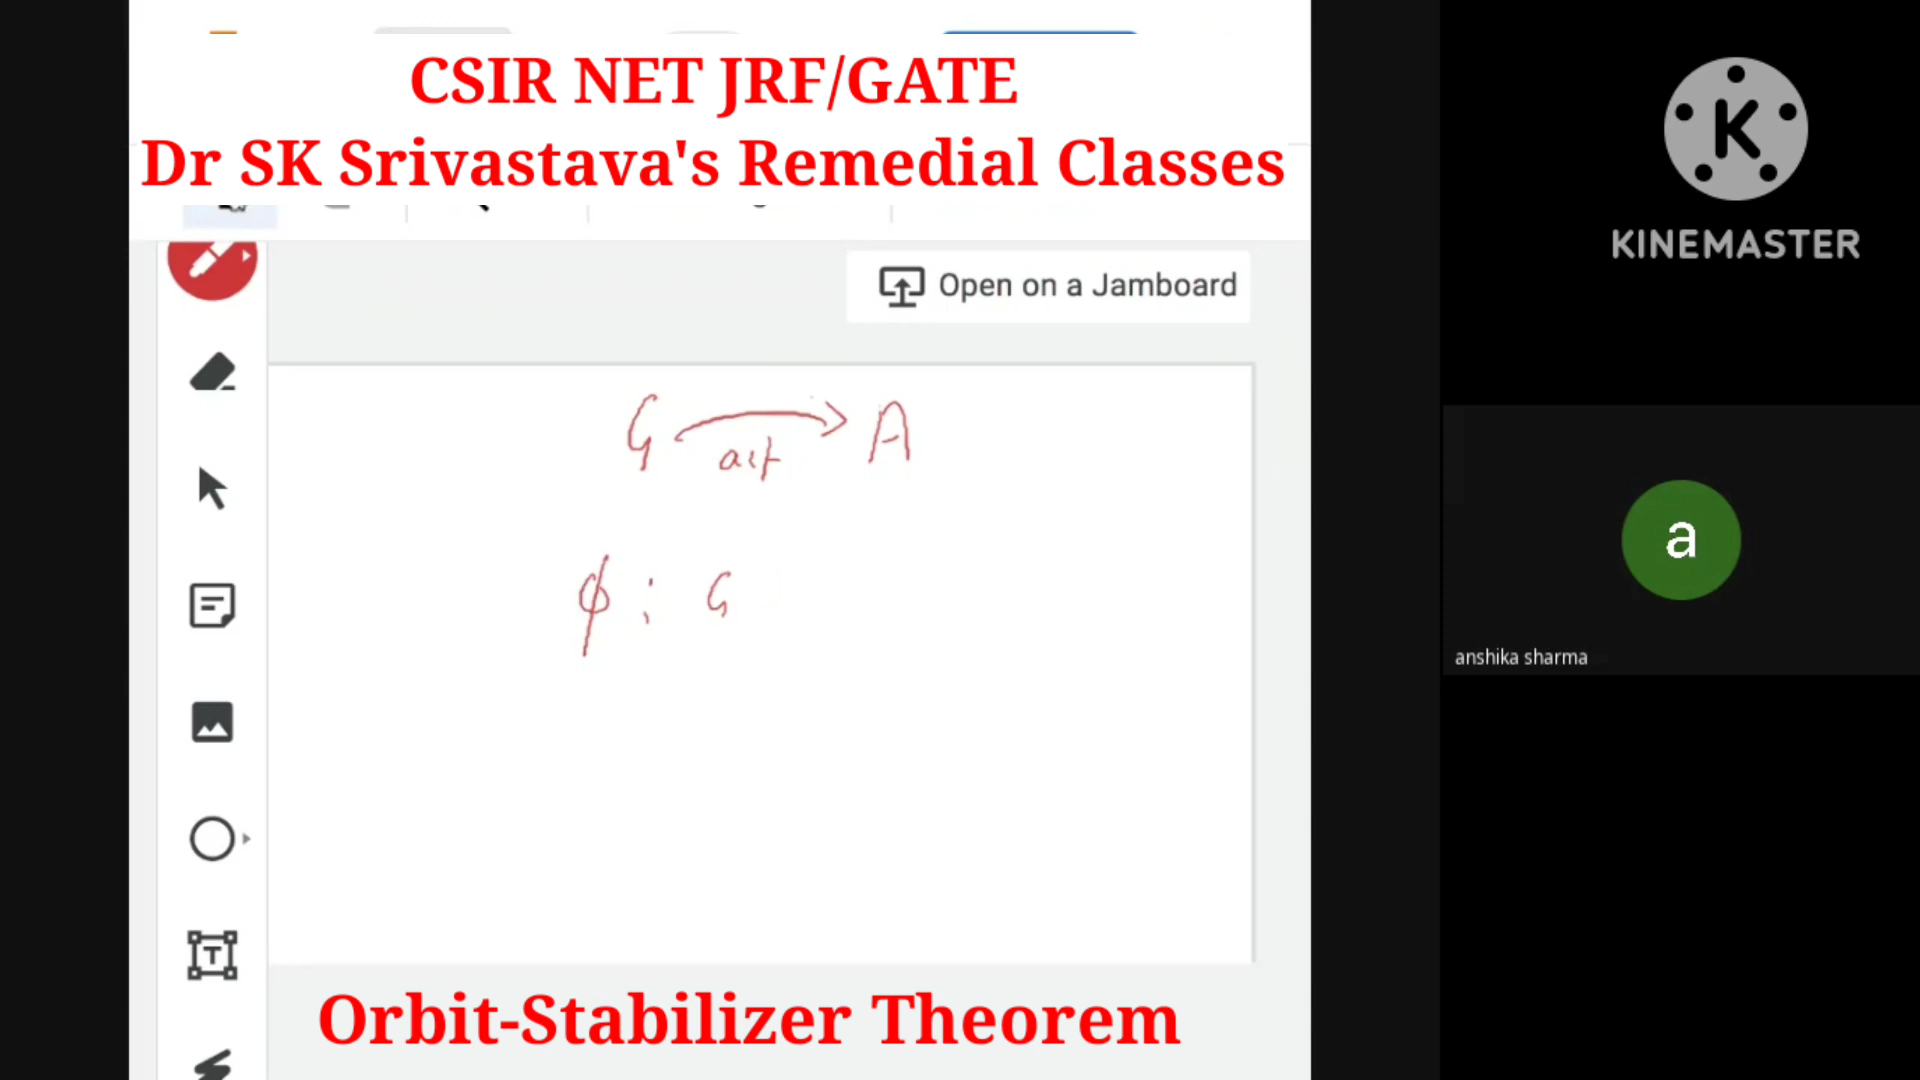 CSIR NET JRF/GATE
Dr SK Srivastava's Remedial Classes
K
KINEMASTER
Open on a Jamboard
G act A
a
ϕ : G
anshika sharma
T
Orbit-Stabilizer Theorem